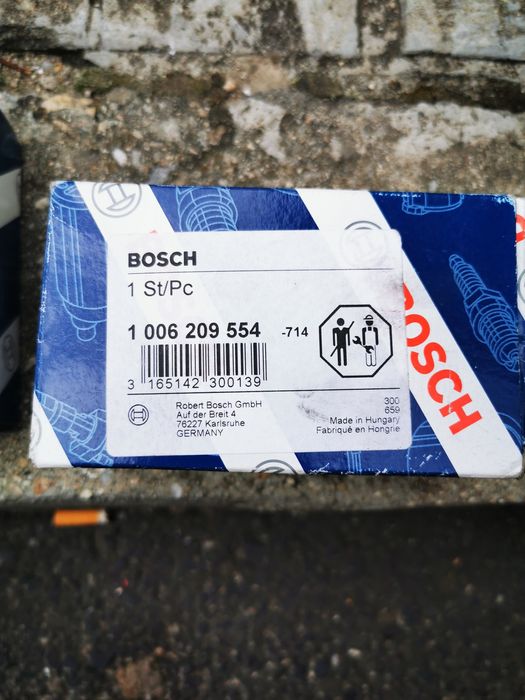 BOSCH
1 St/Pc
1 006 209 554 -714
3 165142 300139
Robert Bosch GmbH
Auf der Breit 4
76227 Karlsruhe
GERMANY
300
659
Made in Hungary
Fabriqué en Hongrie
BOSCH